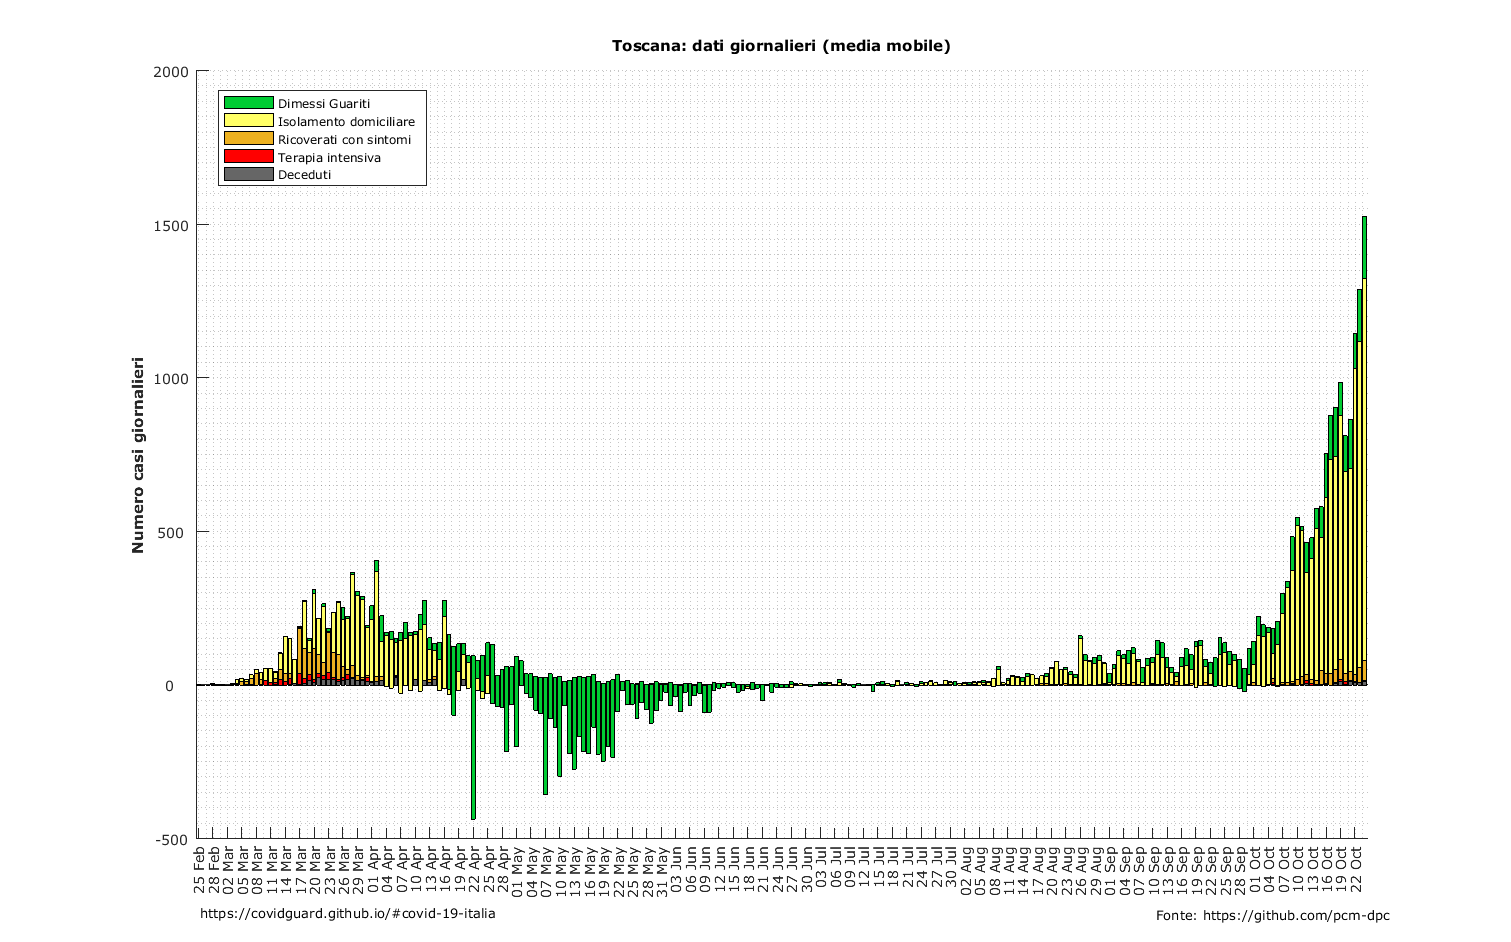 Toscana: dati giornalieri (media mobile)
2000
1500
1000
500
0
-500
Numero casi giornalieri
Dimessi Guariti
Isolamento domiciliare
Ricoverati con sintomi
Terapia intensiva
Deceduti
25 Feb
28 Feb
02 Mar
05 Mar
08 Mar
11 Mar
14 Mar
17 Mar
20 Mar
23 Mar
26 Mar
29 Mar
01 Apr
04 Apr
07 Apr
10 Apr
13 Apr
16 Apr
19 Apr
22 Apr
25 Apr
28 Apr
01 May
04 May
07 May
10 May
13 May
16 May
19 May
22 May
25 May
28 May
31 May
03 Jun
06 Jun
09 Jun
12 Jun
15 Jun
18 Jun
21 Jun
24 Jun
27 Jun
30 Jun
03 Jul
06 Jul
09 Jul
12 Jul
15 Jul
18 Jul
21 Jul
24 Jul
27 Jul
30 Jul
02 Aug
05 Aug
08 Aug
11 Aug
14 Aug
17 Aug
20 Aug
23 Aug
26 Aug
29 Aug
01 Sep
04 Sep
07 Sep
10 Sep
13 Sep
16 Sep
19 Sep
22 Sep
25 Sep
28 Sep
01 Oct
04 Oct
07 Oct
10 Oct
13 Oct
16 Oct
19 Oct
22 Oct
https://covidguard.github.io/#covid-19-italia
Fonte: https://github.com/pcm-dpc